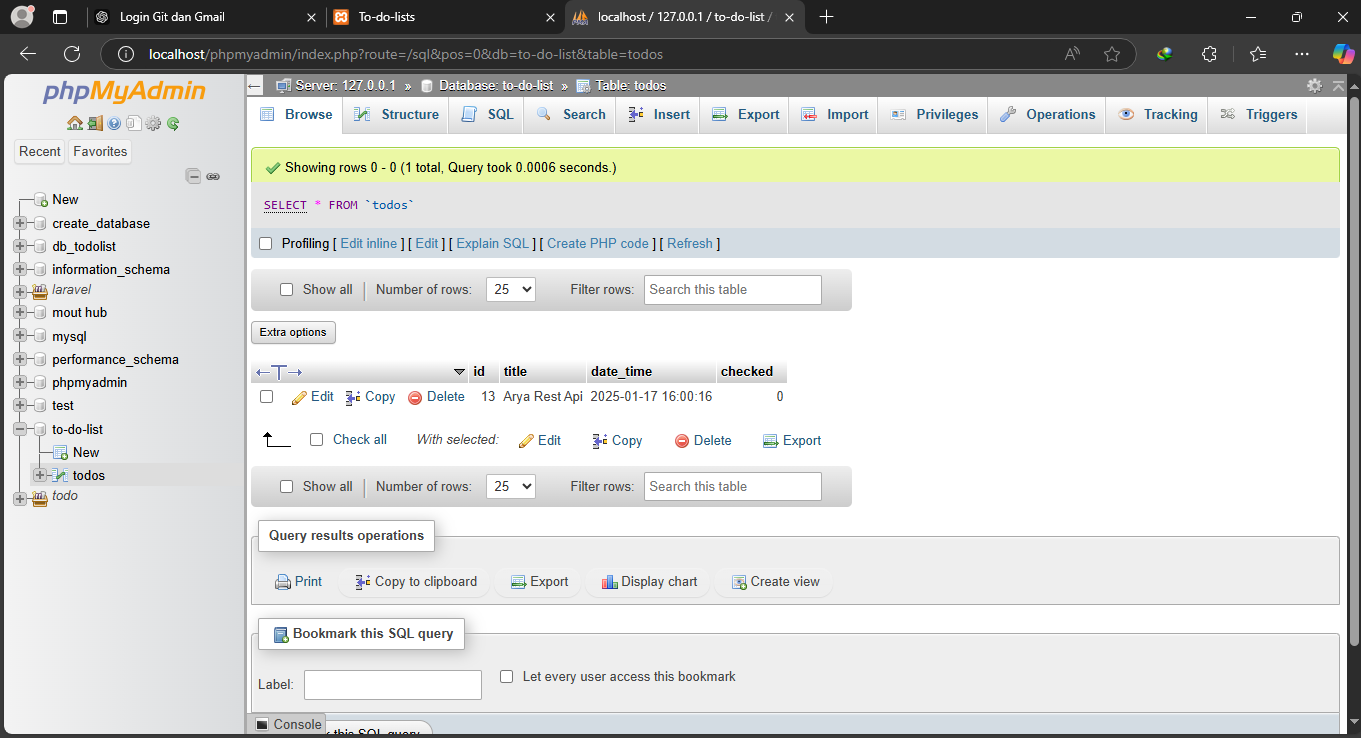 Login Git dan Gmail
To-do-lists
localhost / 127.0.0.1 / to-do-list /
localhost/phpmyadmin/index.php?route=/sql&pos=0&db=to-do-list&table=todos
phpMyAdmin
Recent
Favorites
New
create_database
db_todolist
information_schema
laravel
mout hub
mysql
performance_schema
phpmyadmin
test
to-do-list
New
todos
todo
Server: 127.0.0.1 » Database: to-do-list » Table: todos
Browse Structure SQL Search Insert Export Import Privileges Operations Tracking Triggers
Showing rows 0 - 0 (1 total, Query took 0.0006 seconds.)
SELECT * FROM `todos`
Profiling [ Edit inline ] [ Edit ] [ Explain SQL ] [ Create PHP code ] [ Refresh ]
Show all Number of rows: 25 Filter rows: Search this table
Extra options
id title date_time checked
Edit Copy Delete 13 Arya Rest Api 2025-01-17 16:00:16 0
Check all With selected: Edit Copy Delete Export
Show all Number of rows: 25 Filter rows: Search this table
Query results operations
Print Copy to clipboard Export Display chart Create view
Bookmark this SQL query
Label: Let every user access this bookmark
Console
this SQL query